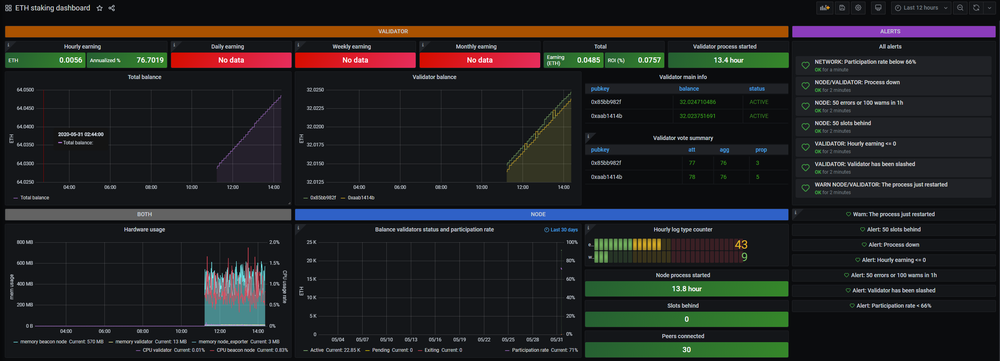 ETH staking dashboard
Last 12 hours
VALIDATOR
ALERTS
Hourly earning
ETH 0.0056
Annualized % 76.7019
Daily earning
No data
Weekly earning
No data
Monthly earning
No data
Total
Earning (ETH) 0.0485
ROI (%) 0.0757
Validator process started
13.4 hour
Total balance
64.0500
64.0450
64.0400
64.0350
64.0300
64.0250
ETH
2020-05-31 02:44:00
Total balance:
04:00 06:00 08:00 10:00 12:00 14:00
Total balance
Validator balance
32.0250
32.0225
32.0200
32.0175
32.0150
32.0125
ETH
04:00 06:00 08:00 10:00 12:00 14:00
0x85bb982f 0xaab1414b
Validator main info
pubkey balance status
0x85bb982f 32.024710486 ACTIVE
0xaab1414b 32.023751691 ACTIVE
Validator vote summary
pubkey att agg prop
0x85bb982f 77 76 3
0xaab1414b 78 76 5
All alerts
NETWORK: Participation rate below 66%
OK for a minute
NODE/VALIDATOR: Process down
OK for 2 minutes
NODE: 50 errors or 100 warns in 1h
OK for 2 minutes
NODE: 50 slots behind
OK for 2 minutes
VALIDATOR: Hourly earning <= 0
OK for 2 minutes
VALIDATOR: Validator has been slashed
OK for 2 minutes
WARN NODE/VALIDATOR: The process just restarted
OK for 2 minutes
BOTH
NODE
Hardware usage
800 MB
600 MB
400 MB
200 MB
0 B
mem usage
2.0%
1.5%
1.0%
0.5%
0%
CPU usage rate
04:00 06:00 08:00 10:00 12:00 14:00
memory beacon node Current: 570 MB memory validator Current: 13 MB memory node_exporter Current: 3 MB
CPU validator Current: 0.01% CPU beacon node Current: 0.83%
Balance validators status and participation rate
Last 30 days
25 K
20 K
15 K
10 K
5 K
0
ETH
100%
80%
60%
40%
20%
0%
05/04 05/07 05/10 05/13 05/16 05/19 05/22 05/25 05/28 05/31
Active Current: 22.85 K Pending Current: 0 Exiting Current: 0 Participation rate Current: 71%
Hourly log type counter
e... 43
w... 9
Node process started
13.8 hour
Slots behind
0
Peers connected
30
Warn: The process just restarted
Alert: 50 slots behind
Alert: Process down
Alert: Hourly earning <= 0
Alert: 50 errors or 100 warns in 1h
Alert: Validator has been slashed
Alert: Participation rate < 66%